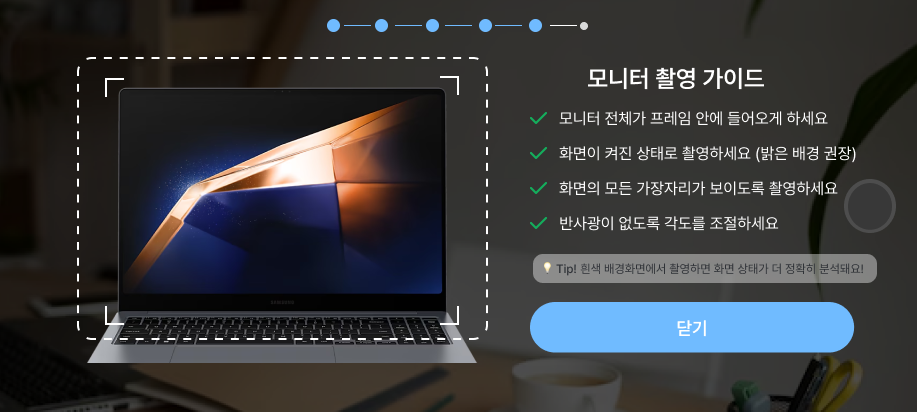 모니터 촬영 가이드
모니터 전체가 프레임 안에 들어오게 하세요
화면이 켜진 상태로 촬영하세요 (밝은 배경 권장)
화면의 모든 가장자리가 보이도록 촬영하세요
반사광이 없도록 각도를 조절하세요
Tip! 흰색 배경화면에서 촬영하면 화면 상태가 더 정확히 분석돼요!
SAMSUNG
닫기